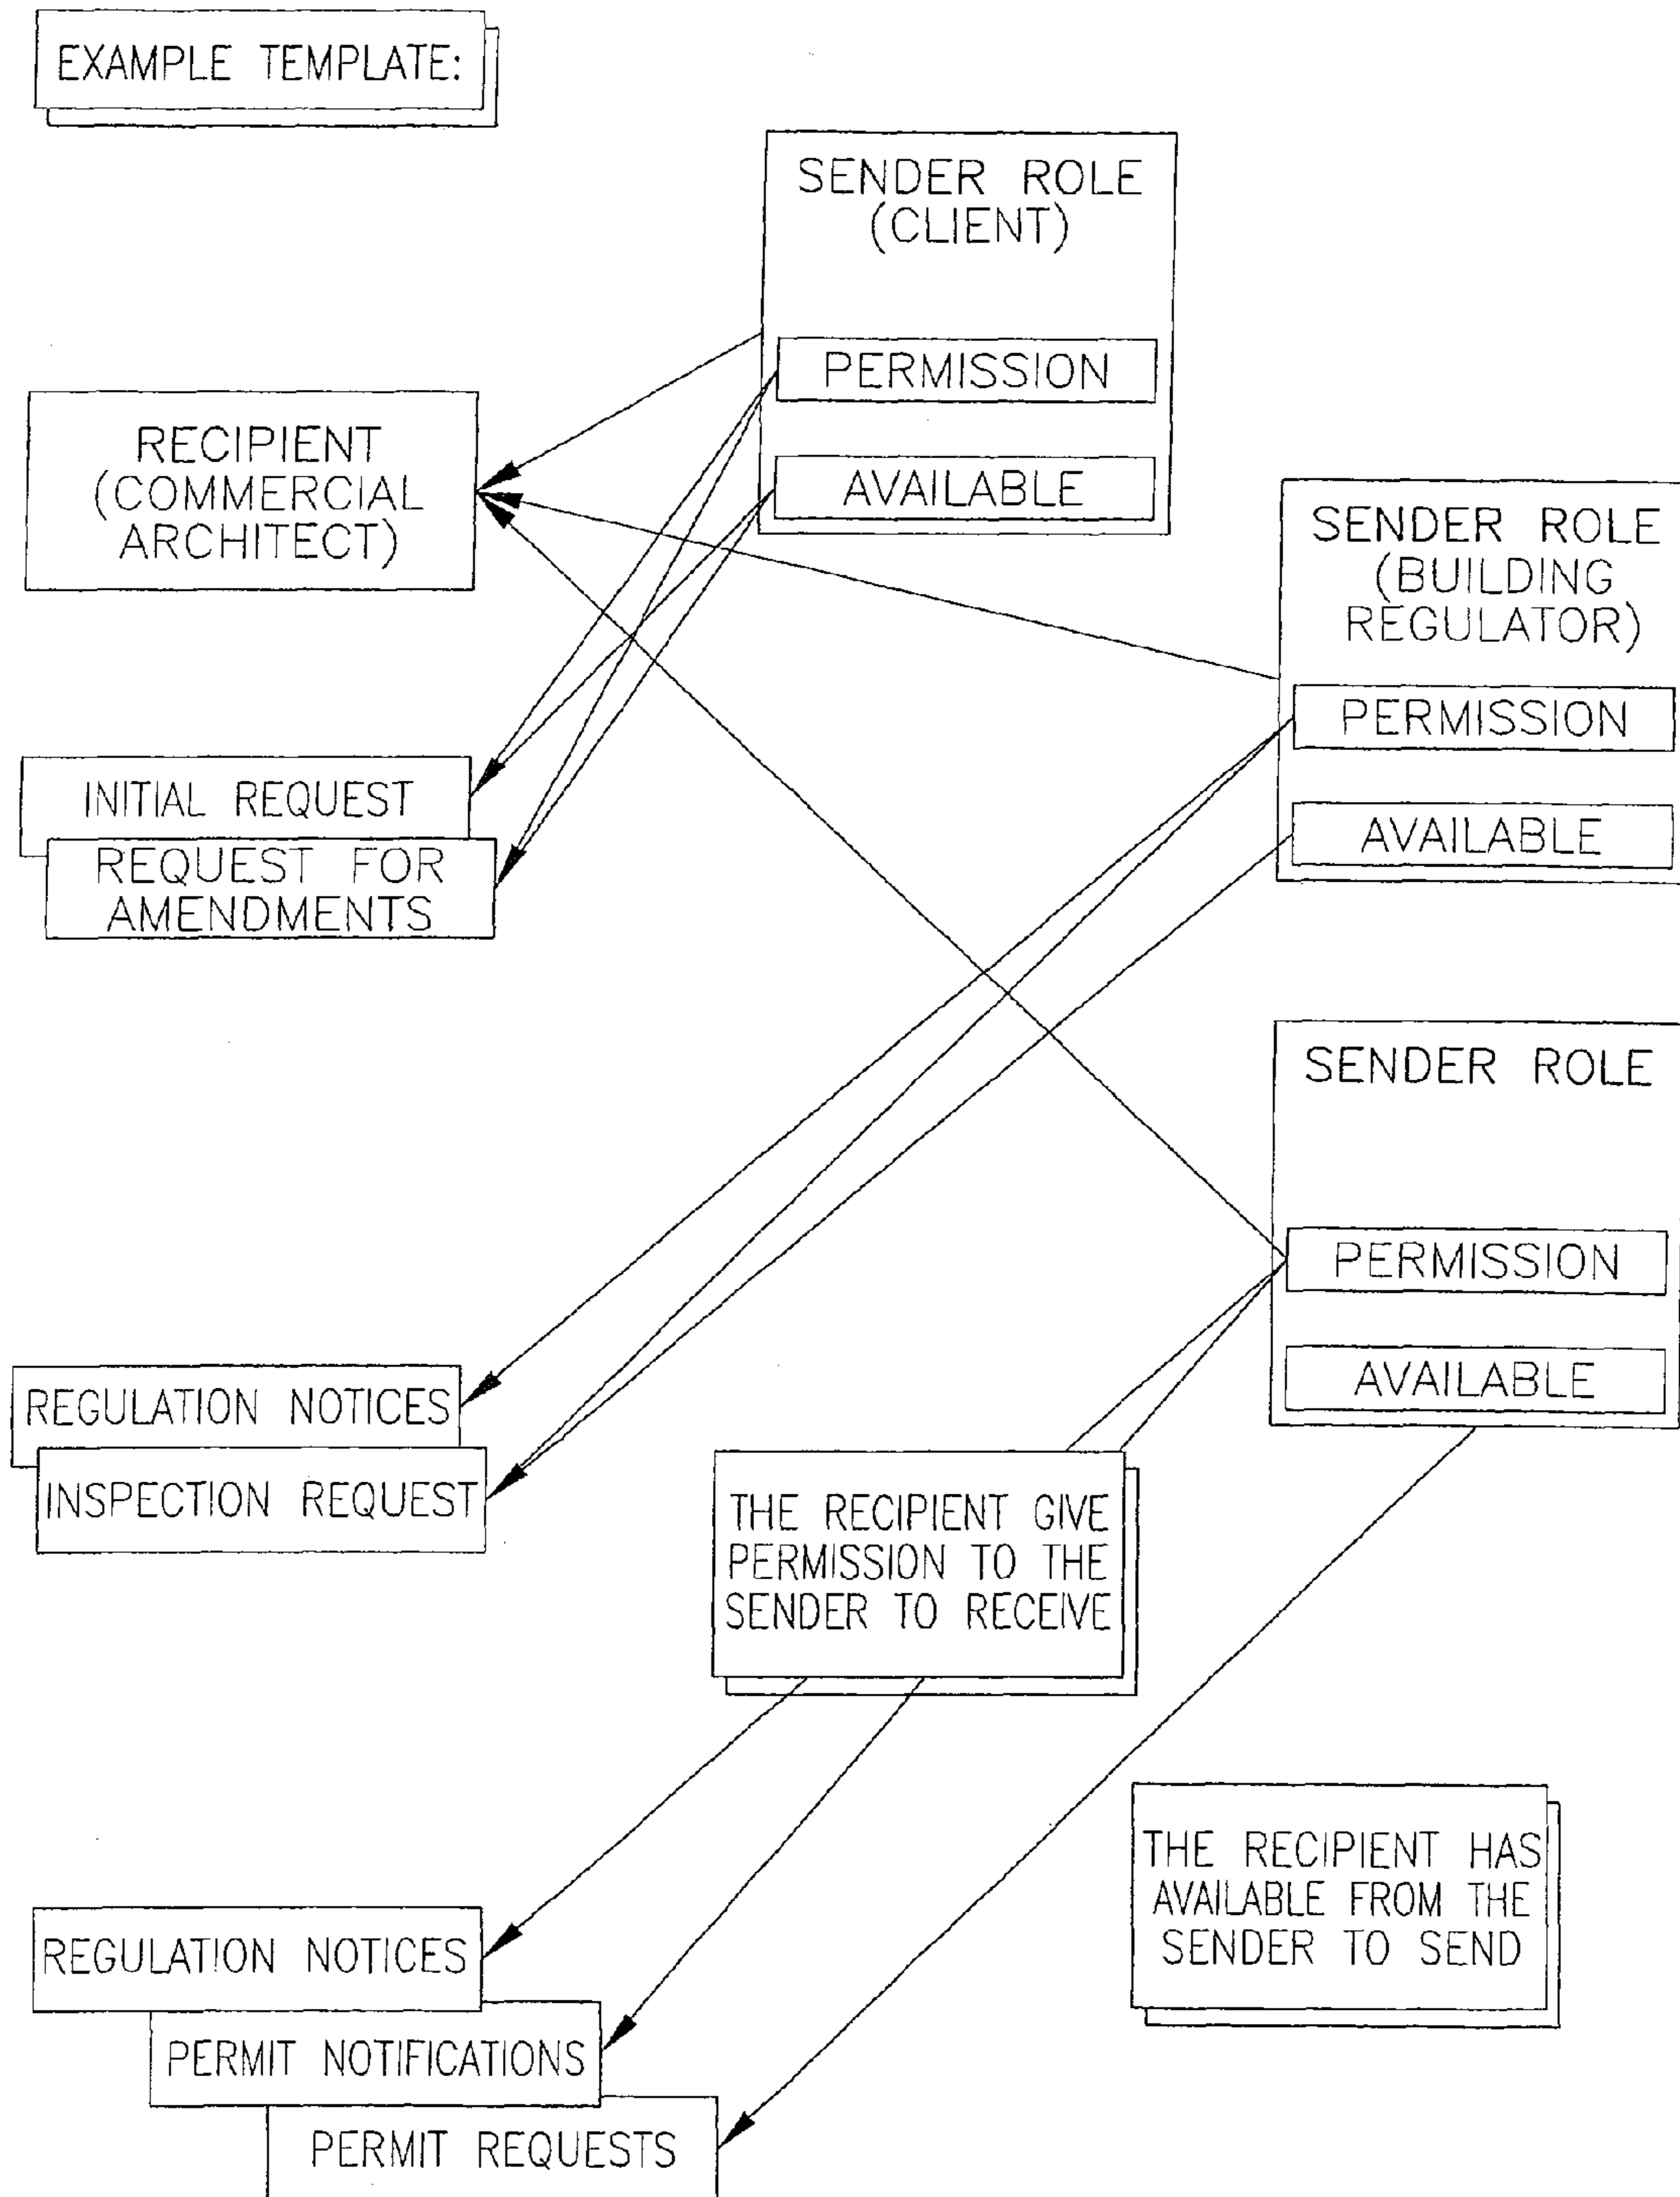 EXAMPLE TEMPLATE:
SENDER ROLE
(CLIENT)
PERMISSION
AVAILABLE
RECIPIENT
(COMMERCIAL
ARCHITECT)
SENDER ROLE
(BUILDING
REGULATOR)
PERMISSION
AVAILABLE
INITIAL REQUEST
REQUEST FOR
AMENDMENTS
SENDER ROLE
PERMISSION
AVAILABLE
REGULATION NOTICES
INSPECTION REQUEST
THE RECIPIENT GIVE
PERMISSION TO THE
SENDER TO RECEIVE
THE RECIPIENT HAS
AVAILABLE FROM THE
SENDER TO SEND
REGULATION NOTICES
PERMIT NOTIFICATIONS
PERMIT REQUESTS